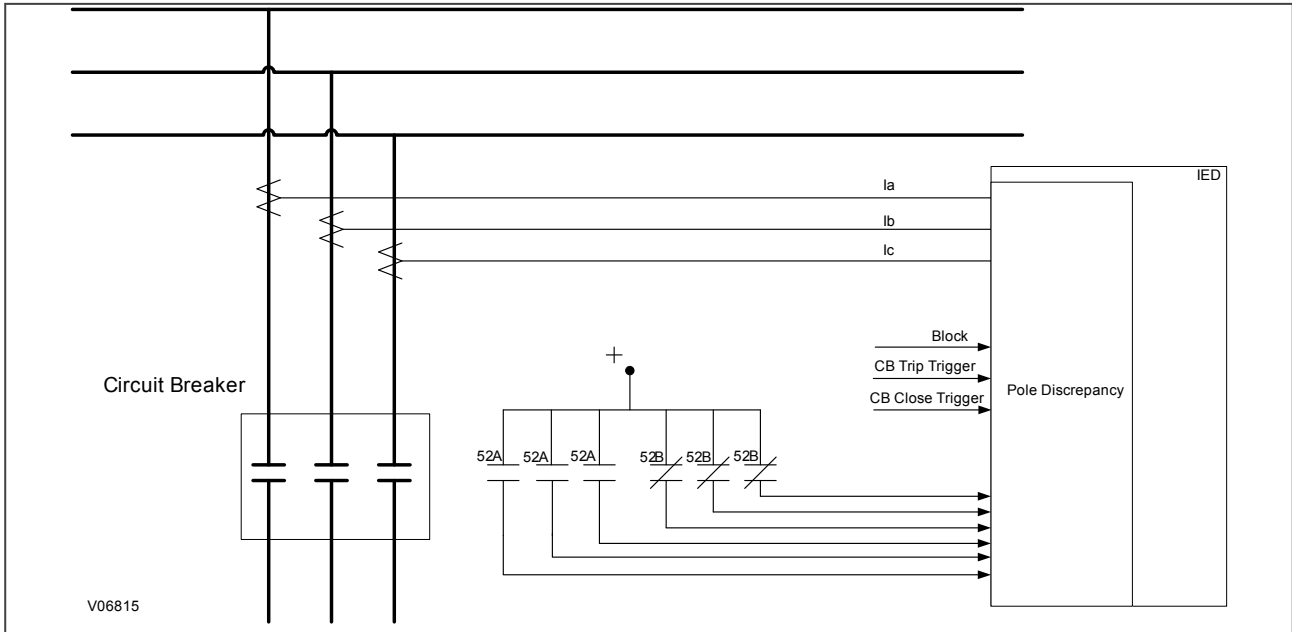 IED
Ia
Ib
Ic
Block
CB Trip Trigger
CB Close Trigger
Pole Discrepancy
Circuit Breaker
+
52A 52A 52A 52B 52B 52B
V06815